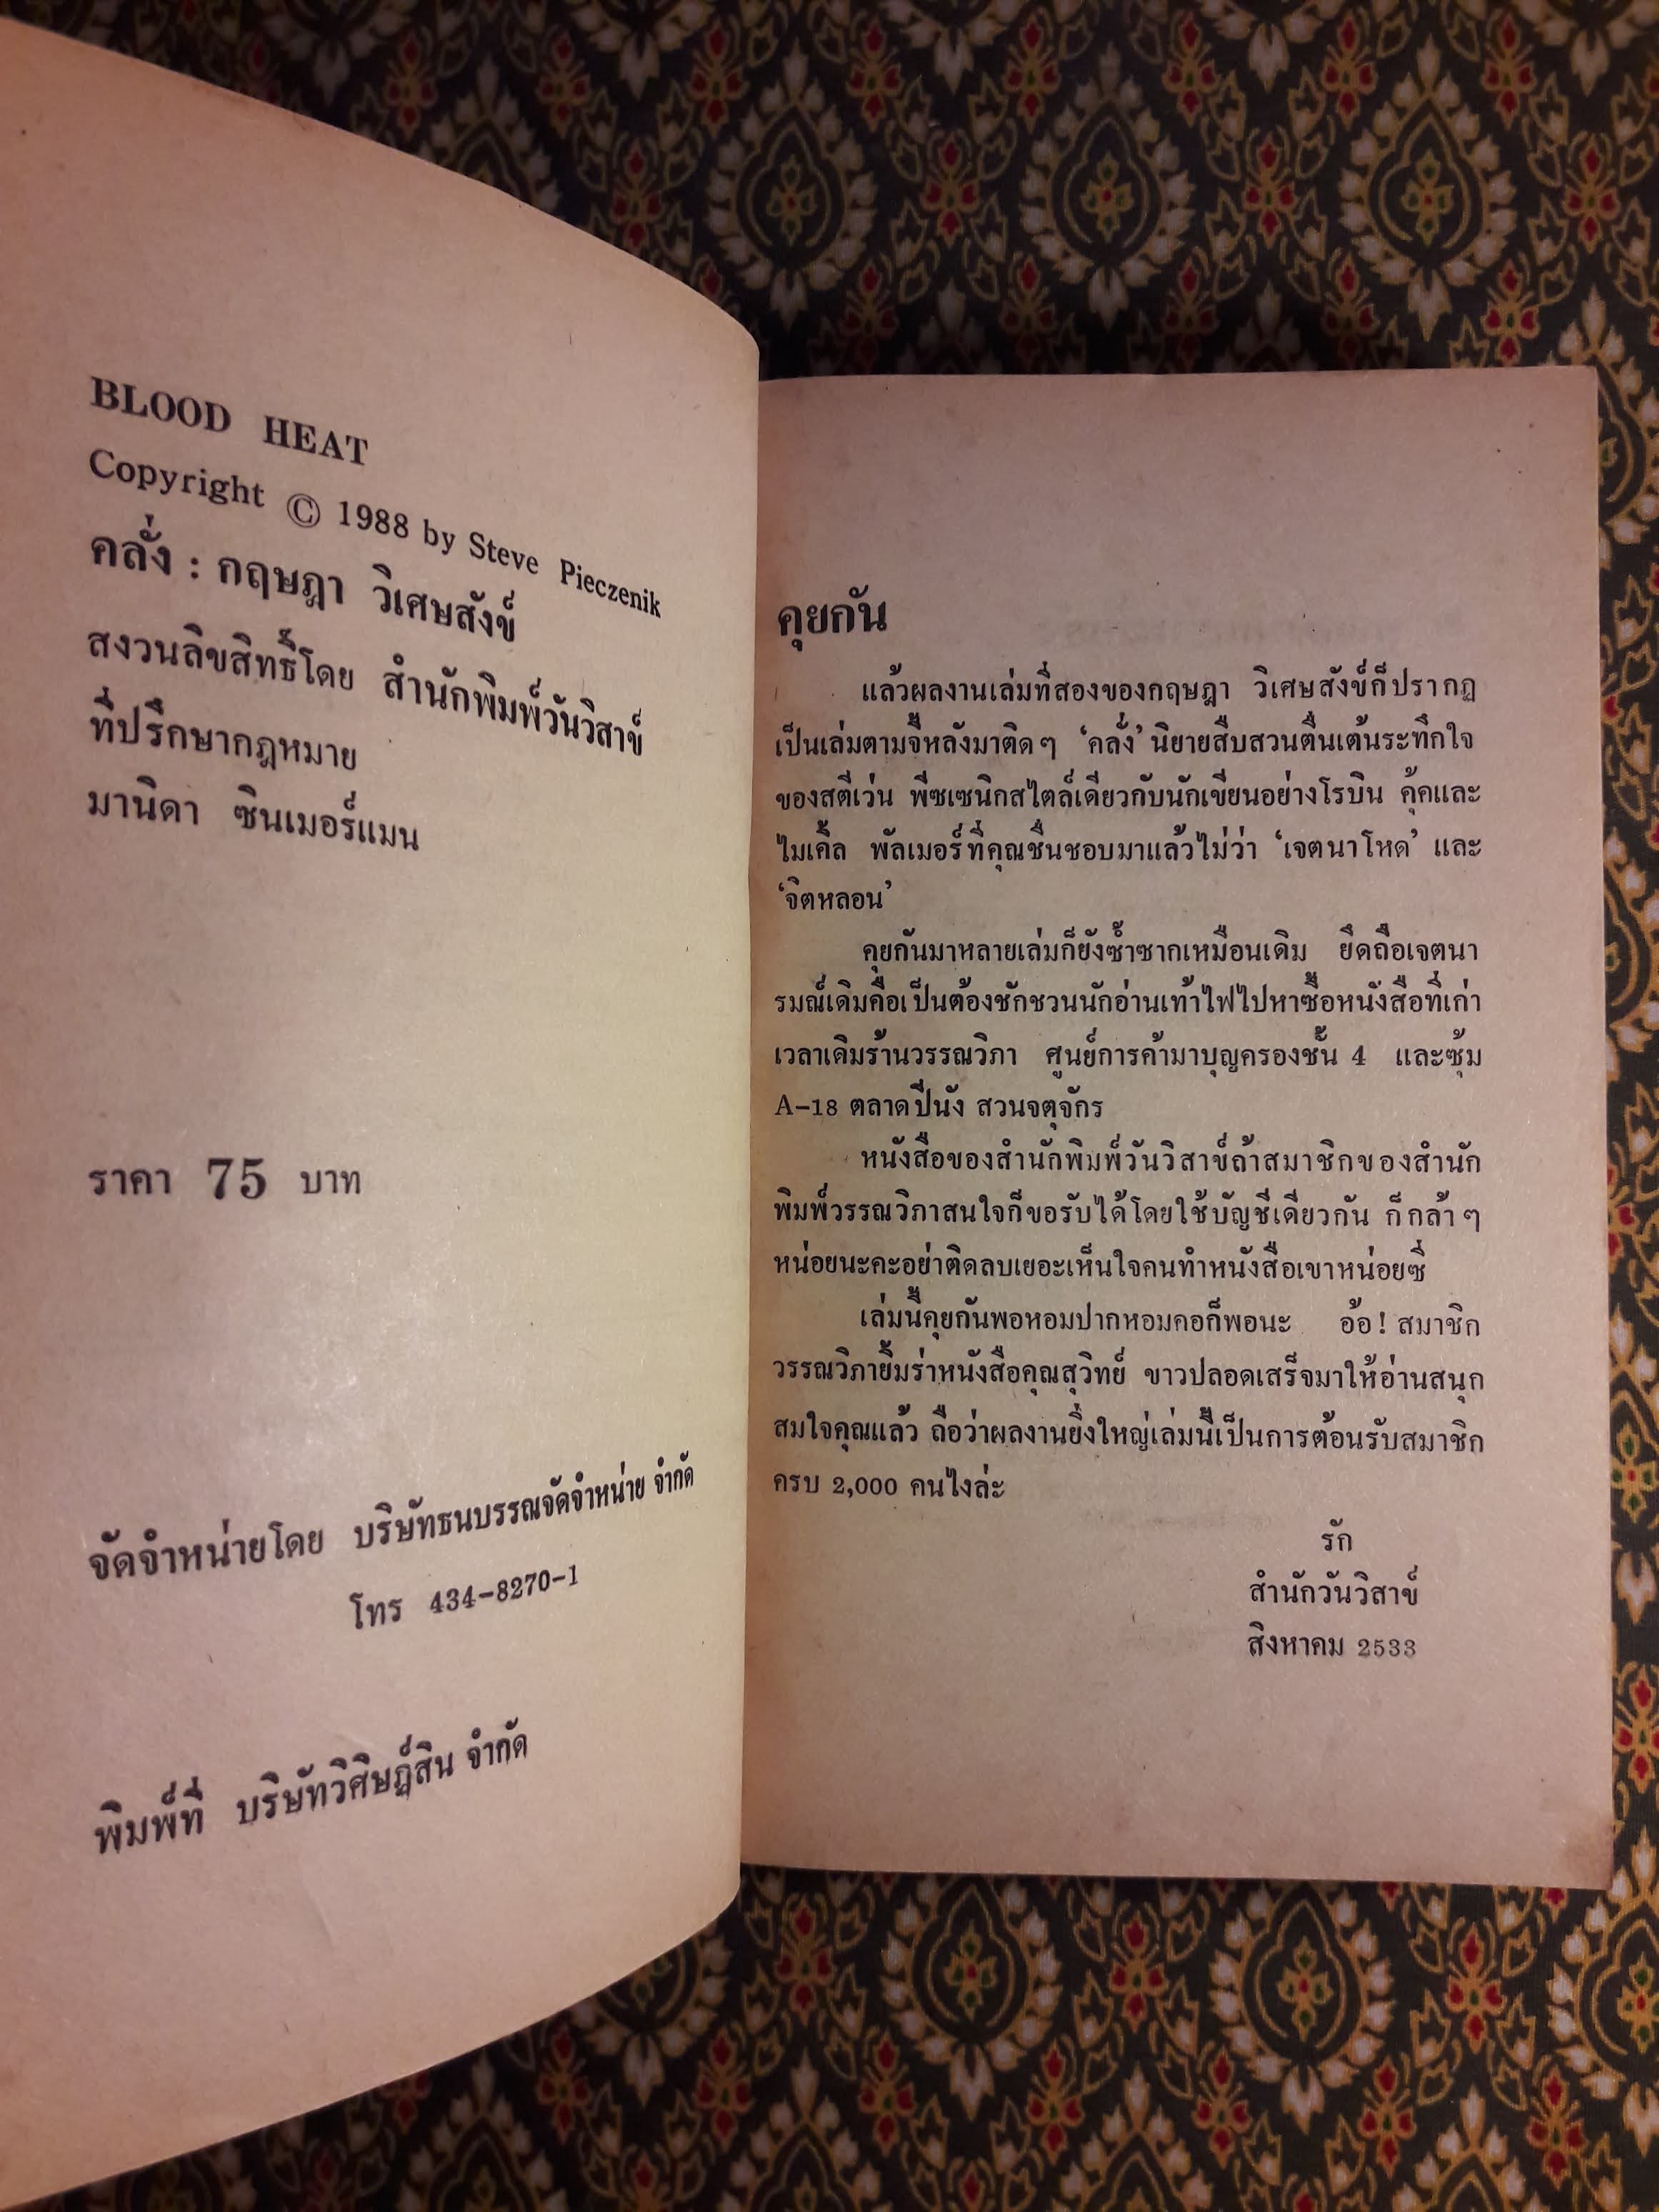 BLOOD HEAT
Copyright © 1988 by Steve Pieczenik
คลั่ง : กฤษฎา วิเศษสังข์
สงวนลิขสิทธิ์โดย สำนักพิมพ์วันวิสาข์
ที่ปรึกษากฎหมาย
มานิดา ซินเมอร์แมน
ราคา 75 บาท
จัดจำหน่ายโดย บริษัทธนบรรณจัดจำหน่าย จำกัด
โทร 434-8270-1
พิมพ์ที่ บริษัทวิศิษฎ์สิน จำกัด
คุยกัน
แล้วผลงานเล่มที่สองของกฤษฎา วิเศษสังข์ก็ปรากฏ
เป็นเล่มตามจี้หลังมาติดๆ ‘คลั่ง’ นิยายสืบสวนตื่นเต้นระทึกใจ
ของสตีเว่น พีซเซนิกสไตล์เดียวกับนักเขียนอย่างโรบิน คุ้คและ
ไมเคิ้ล พัลเมอร์ที่คุณชื่นชอบมาแล้วไม่ว่า ‘เจตนาโหด’ และ
‘จิตหลอน’
คุยกันมาหลายเล่มก็ยังซ้ำซากเหมือนเดิม ยึดถือเจตนา
รมณ์เดิมคือเป็นต้องชักชวนนักอ่านเท้าไฟไปหาซื้อหนังสือที่เก่า
เวลาเดิมร้านวรรณวิภา ศูนย์การค้ามาบุญครองชั้น 4 และซุ้ม
A-18 ตลาดปีนัง สวนจตุจักร
หนังสือของสำนักพิมพ์วันวิสาข์ถ้าสมาชิกของสำนัก
พิมพ์วรรณวิภาสนใจก็ขอรับได้โดยใช้บัญชีเดียวกัน ก็กล้าๆ
หน่อยนะคะอย่าติดลบเยอะเห็นใจคนทำหนังสือเขาหน่อยซี่
เล่มนี้คุยกันพอหอมปากหอมคอก็พอนะ อ้อ! สมาชิก
วรรณวิภายิ้มร่าหนังสือคุณสุวิทย์ ขาวปลอดเสร็จมาให้อ่านสนุก
สมใจคุณแล้ว ถือว่าผลงานยิ่งใหญ่เล่มนี้เป็นการต้อนรับสมาชิก
ครบ 2,000 คนไงล่ะ
รัก
สำนักวันวิสาข์
สิงหาคม 2533